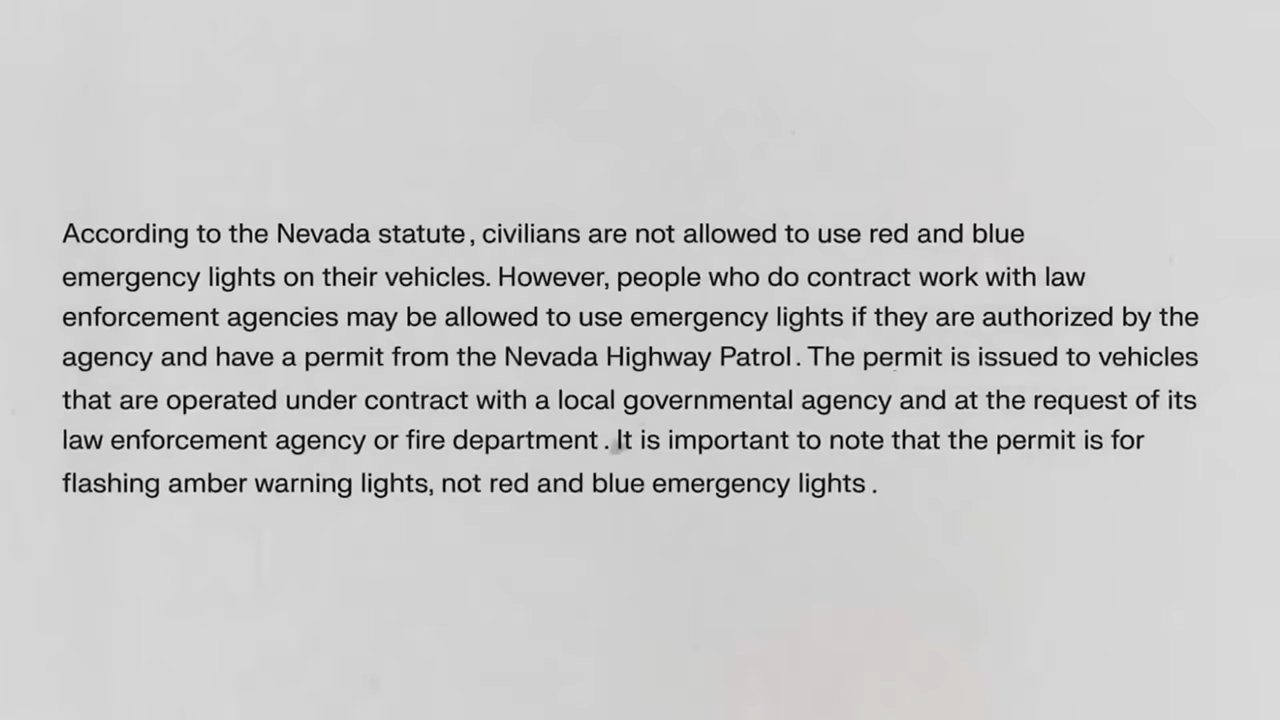 According to the Nevada statute, civilians are not allowed to use red and blue
emergency lights on their vehicles. However, people who do contract work with law
enforcement agencies may be allowed to use emergency lights if they are authorized by the
agency and have a permit from the Nevada Highway Patrol. The permit is issued to vehicles
that are operated under contract with a local governmental agency and at the request of its
law enforcement agency or fire department. It is important to note that the permit is for
flashing amber warning lights, not red and blue emergency lights.